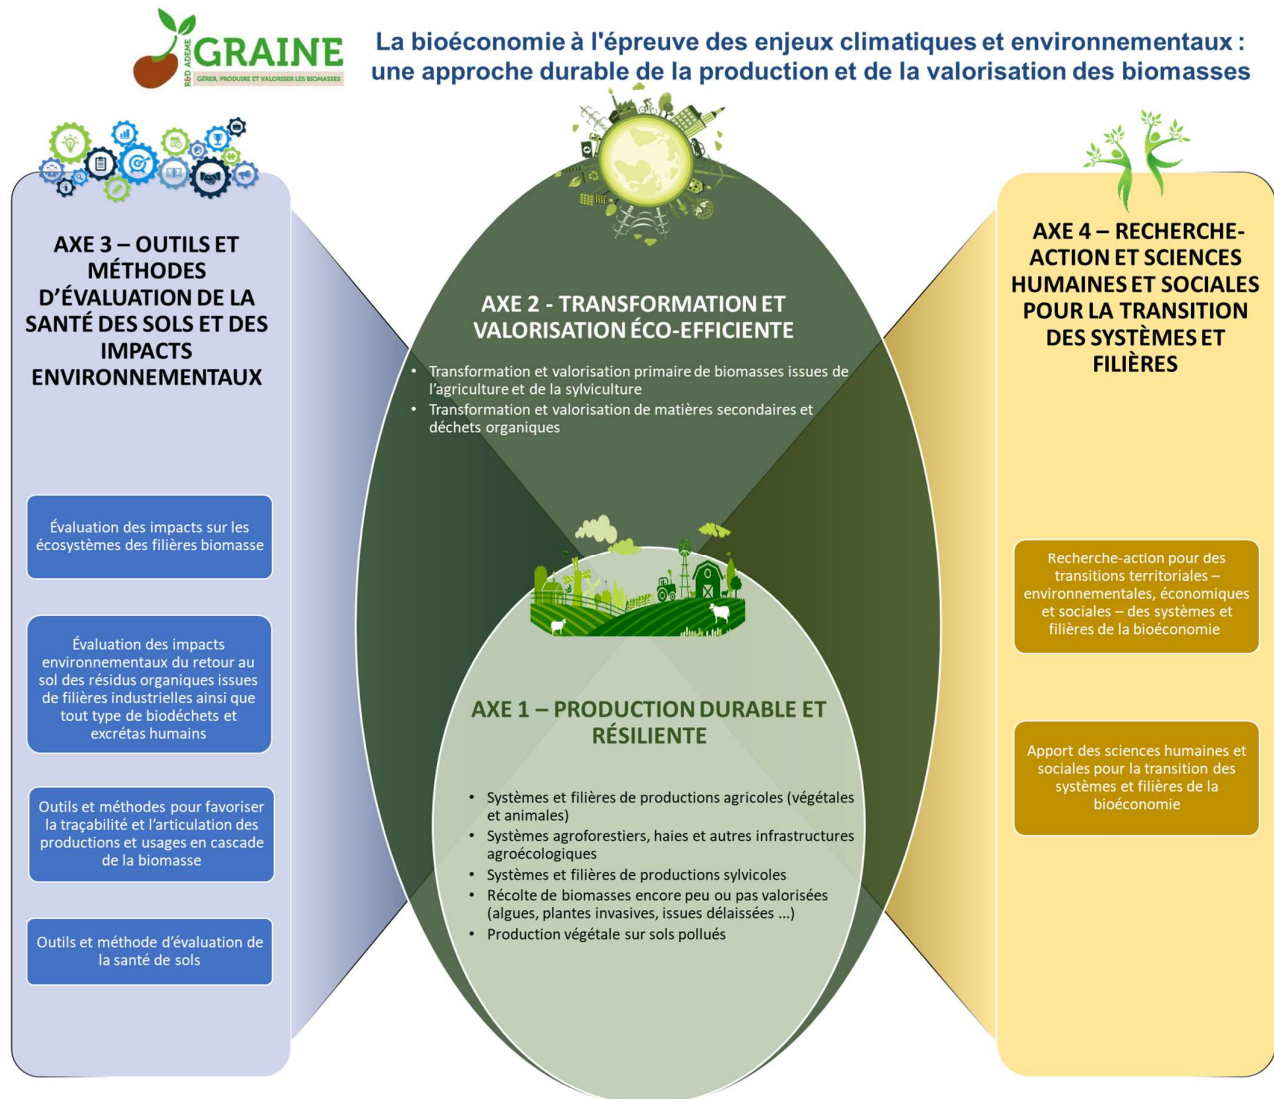 R&D ADEME
GRAINE
GÉRER, PRODUIRE ET VALORISER LES BIOMASSES
La bioéconomie à l'épreuve des enjeux climatiques et environnementaux :
une approche durable de la production et de la valorisation des biomasses
AXE 3 – OUTILS ET
MÉTHODES
D'ÉVALUATION DE LA
SANTÉ DES SOLS ET DES
IMPACTS
ENVIRONNEMENTAUX
Évaluation des impacts sur les
écosystèmes des filières biomasse
Évaluation des impacts
environnementaux du retour au
sol des résidus organiques issues
de filières industrielles ainsi que
tout type de biodéchets et
excrétas humains
Outils et méthodes pour favoriser
la traçabilité et l'articulation des
productions et usages en cascade
de la biomasse
Outils et méthode d'évaluation de
la santé de sols
AXE 2 - TRANSFORMATION ET
VALORISATION ÉCO-EFFICIENTE
• Transformation et valorisation primaire de biomasses issues de
l'agriculture et de la sylviculture
• Transformation et valorisation de matières secondaires et
déchets organiques
AXE 1 – PRODUCTION DURABLE ET
RÉSILIENTE
• Systèmes et filières de productions agricoles (végétales
et animales)
• Systèmes agroforestiers, haies et autres infrastructures
agroécologiques
• Systèmes et filières de productions sylvicoles
• Récolte de biomasses encore peu ou pas valorisées
(algues, plantes invasives, issues délaissées ...)
• Production végétale sur sols pollués
AXE 4 – RECHERCHE-
ACTION ET SCIENCES
HUMAINES ET SOCIALES
POUR LA TRANSITION
DES SYSTÈMES ET
FILIÈRES
Recherche-action pour des
transitions territoriales –
environnementales, économiques
et sociales – des systèmes et
filières de la bioéconomie
Apport des sciences humaines et
sociales pour la transition des
systèmes et filières de la
bioéconomie